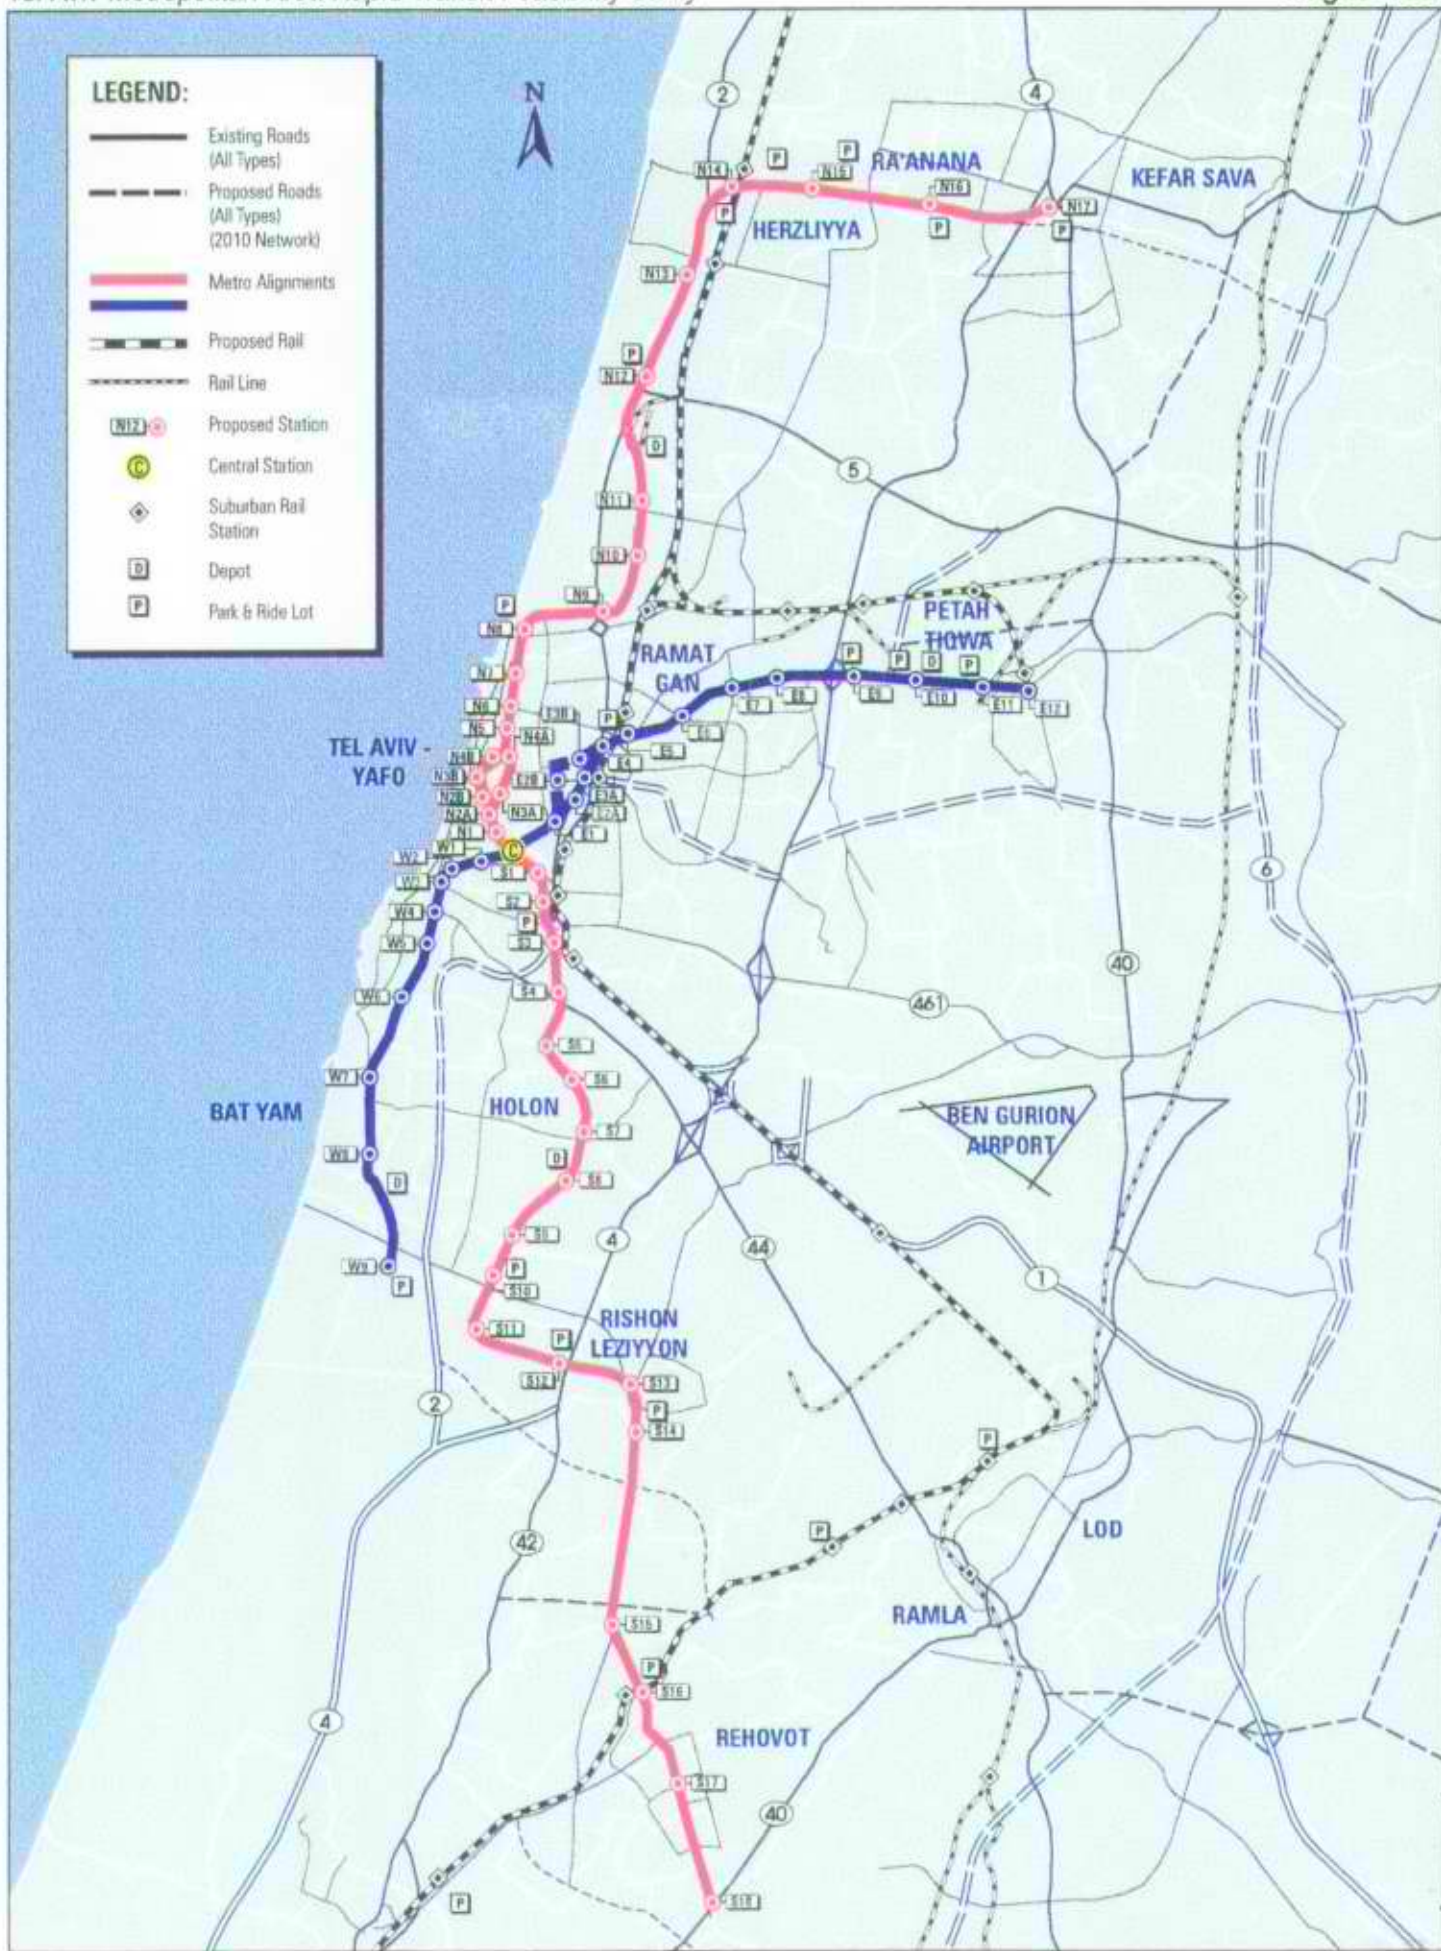 LEGEND:
Existing Roads
(All Types)
Proposed Roads
(All Types)
(2010 Network)
Metro Alignments
Proposed Rail
Rail Line
N12
Proposed Station
C
Central Station
Suburban Rail
Station
D
Depot
P
Park & Ride Lot
N
2
4
P
P
RA'ANANA
KEFAR SAVA
N14
N15
N16
N17
P
HERZLIYYA
P
P
N13
P
N12
D
5
N11
N10
N9
P
N8
PETAH
TIQWA
RAMAT
GAN
P
P
D
P
N7
N6
E3B
P
E7
E8
E9
E10
E11
E12
N5
N4A
E6
TEL AVIV -
YAFO
N4B
E5
E4
N3B
E2B
E3A
N2B
N3A
E2A
N2A
N1
E1
W1
C
W2
S1
W3
6
S2
W4
P
W5
S3
40
S4
W6
461
S5
W7
S6
BAT YAM
HOLON
BEN GURION
AIRPORT
S7
W8
D
D
S8
S9
4
44
W9
P
P
S10
1
RISHON
LEZIYYON
S11
P
S12
S13
2
P
S14
P
42
P
LOD
RAMLA
S15
P
S16
4
REHOVOT
S17
40
P
S18